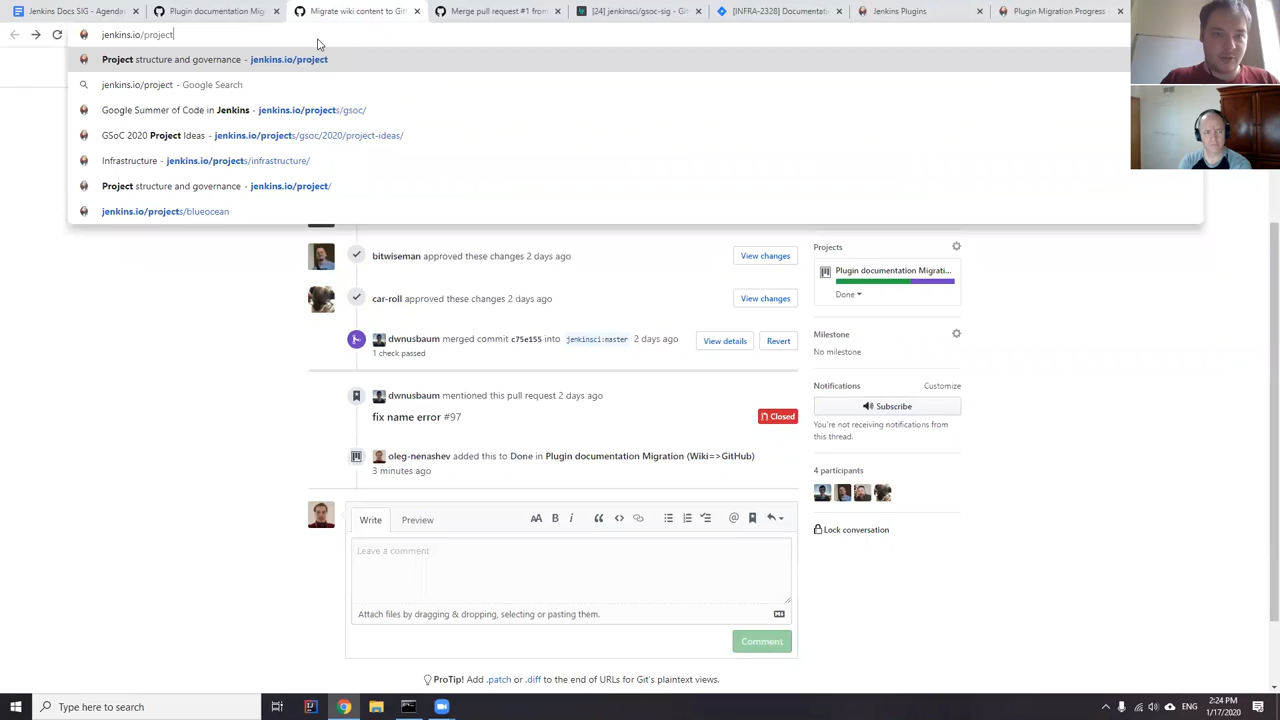 Jenkins Docs SIG - Agenda
Plugin documentation Migr
Migrate wiki content to GitH
Merge pull request #1 from
[24] jenkinsci/gsoc-sig - Git
[INFRA-2328] Documentat
Jenkins Plugins
Plugin Migration Progress
jenkins.io/project
Project structure and governance - jenkins.io/project
jenkins.io/project - Google Search
Google Summer of Code in Jenkins - jenkins.io/projects/gsoc/
GSoC 2020 Project Ideas - jenkins.io/projects/gsoc/2020/project-ideas/
Infrastructure - jenkins.io/projects/infrastructure/
Project structure and governance - jenkins.io/project/
jenkins.io/projects/blueocean
bitwiseman approved these changes 2 days ago
View changes
car-roll approved these changes 2 days ago
View changes
dwnusbaum merged commit c75e155 into jenkinsci:master 2 days ago
1 check passed
View details
Revert
dwnusbaum mentioned this pull request 2 days ago
fix name error #97
Closed
oleg-nenashev added this to Done in Plugin documentation Migration (Wiki=>GitHub)
3 minutes ago
Write
Preview
Leave a comment
Attach files by dragging & dropping, selecting or pasting them.
Comment
ProTip! Add .patch or .diff to the end of URLs for Git's plaintext views.
Projects
Plugin documentation Migrati...
Done
Milestone
No milestone
Notifications
Customize
Subscribe
You're not receiving notifications from
this thread.
4 participants
Lock conversation
Type here to search
ENG
2:24 PM
1/17/2020